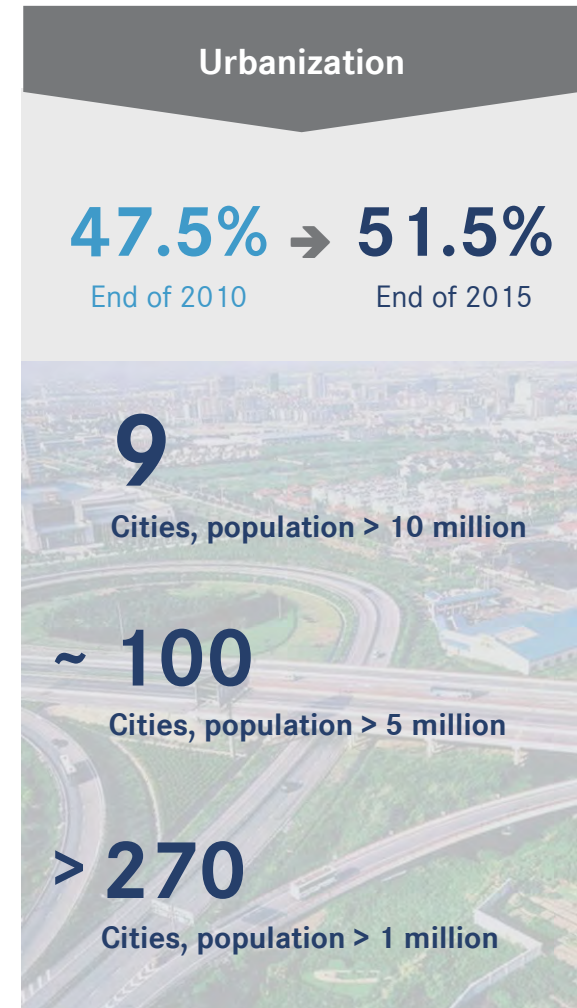 Urbanization
47.5% ➔ 51.5%
End of 2010 End of 2015
9
Cities, population > 10 million
~ 100
Cities, population > 5 million
> 270
Cities, population > 1 million